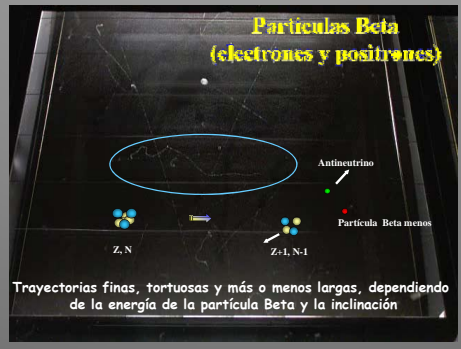 Partículas Beta
(electrones y positrones)
Antineutrino
Partícula Beta menos
Z, N
Z+1, N-1
Trayectorias finas, tortuosas y más o menos largas, dependiendo
de la energía de la partícula Beta y la inclinación